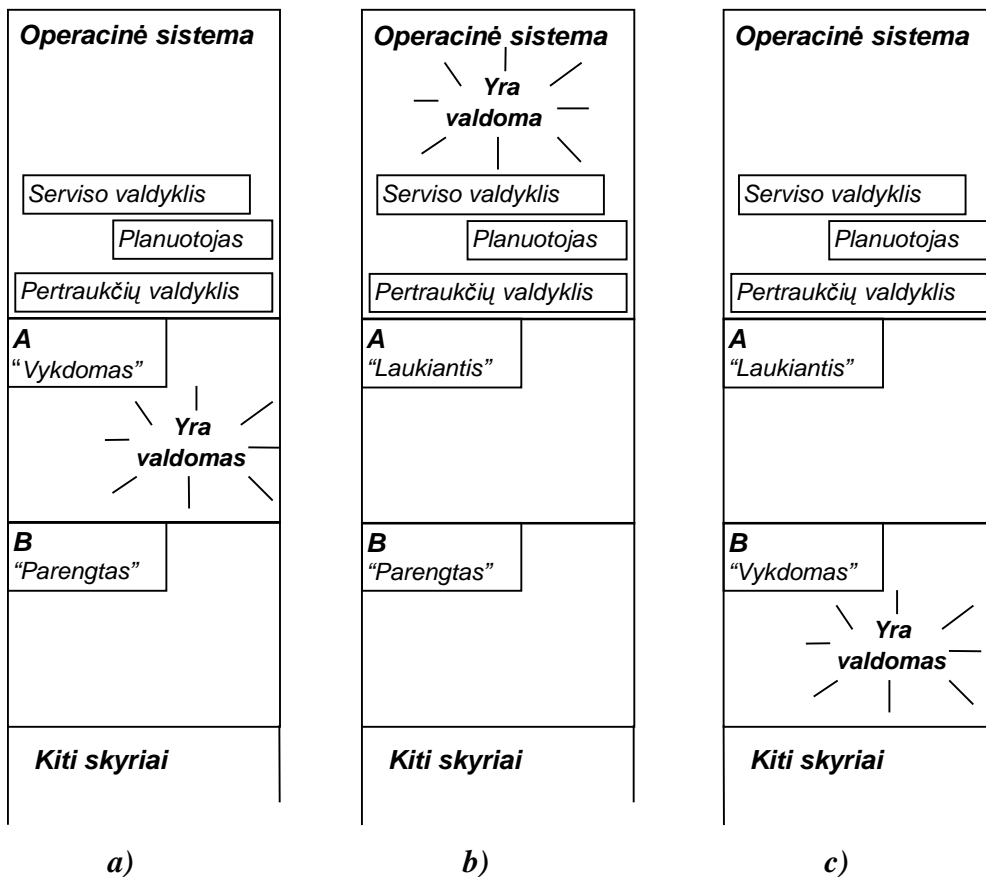 Operacinė sistema
Serviso valdyklis
Planuotojas
Pertraukčių valdyklis
A
“Vykdomas”
Yra
valdomas
B
“Parengtas”
Kiti skyriai
a)
Operacinė sistema
Yra
valdoma
Serviso valdyklis
Planuotojas
Pertraukčių valdyklis
A
“Laukiantis”
B
“Parengtas”
Kiti skyriai
b)
Operacinė sistema
Serviso valdyklis
Planuotojas
Pertraukčių valdyklis
A
“Laukiantis”
B
“Vykdomas”
Yra
valdomas
Kiti skyriai
c)